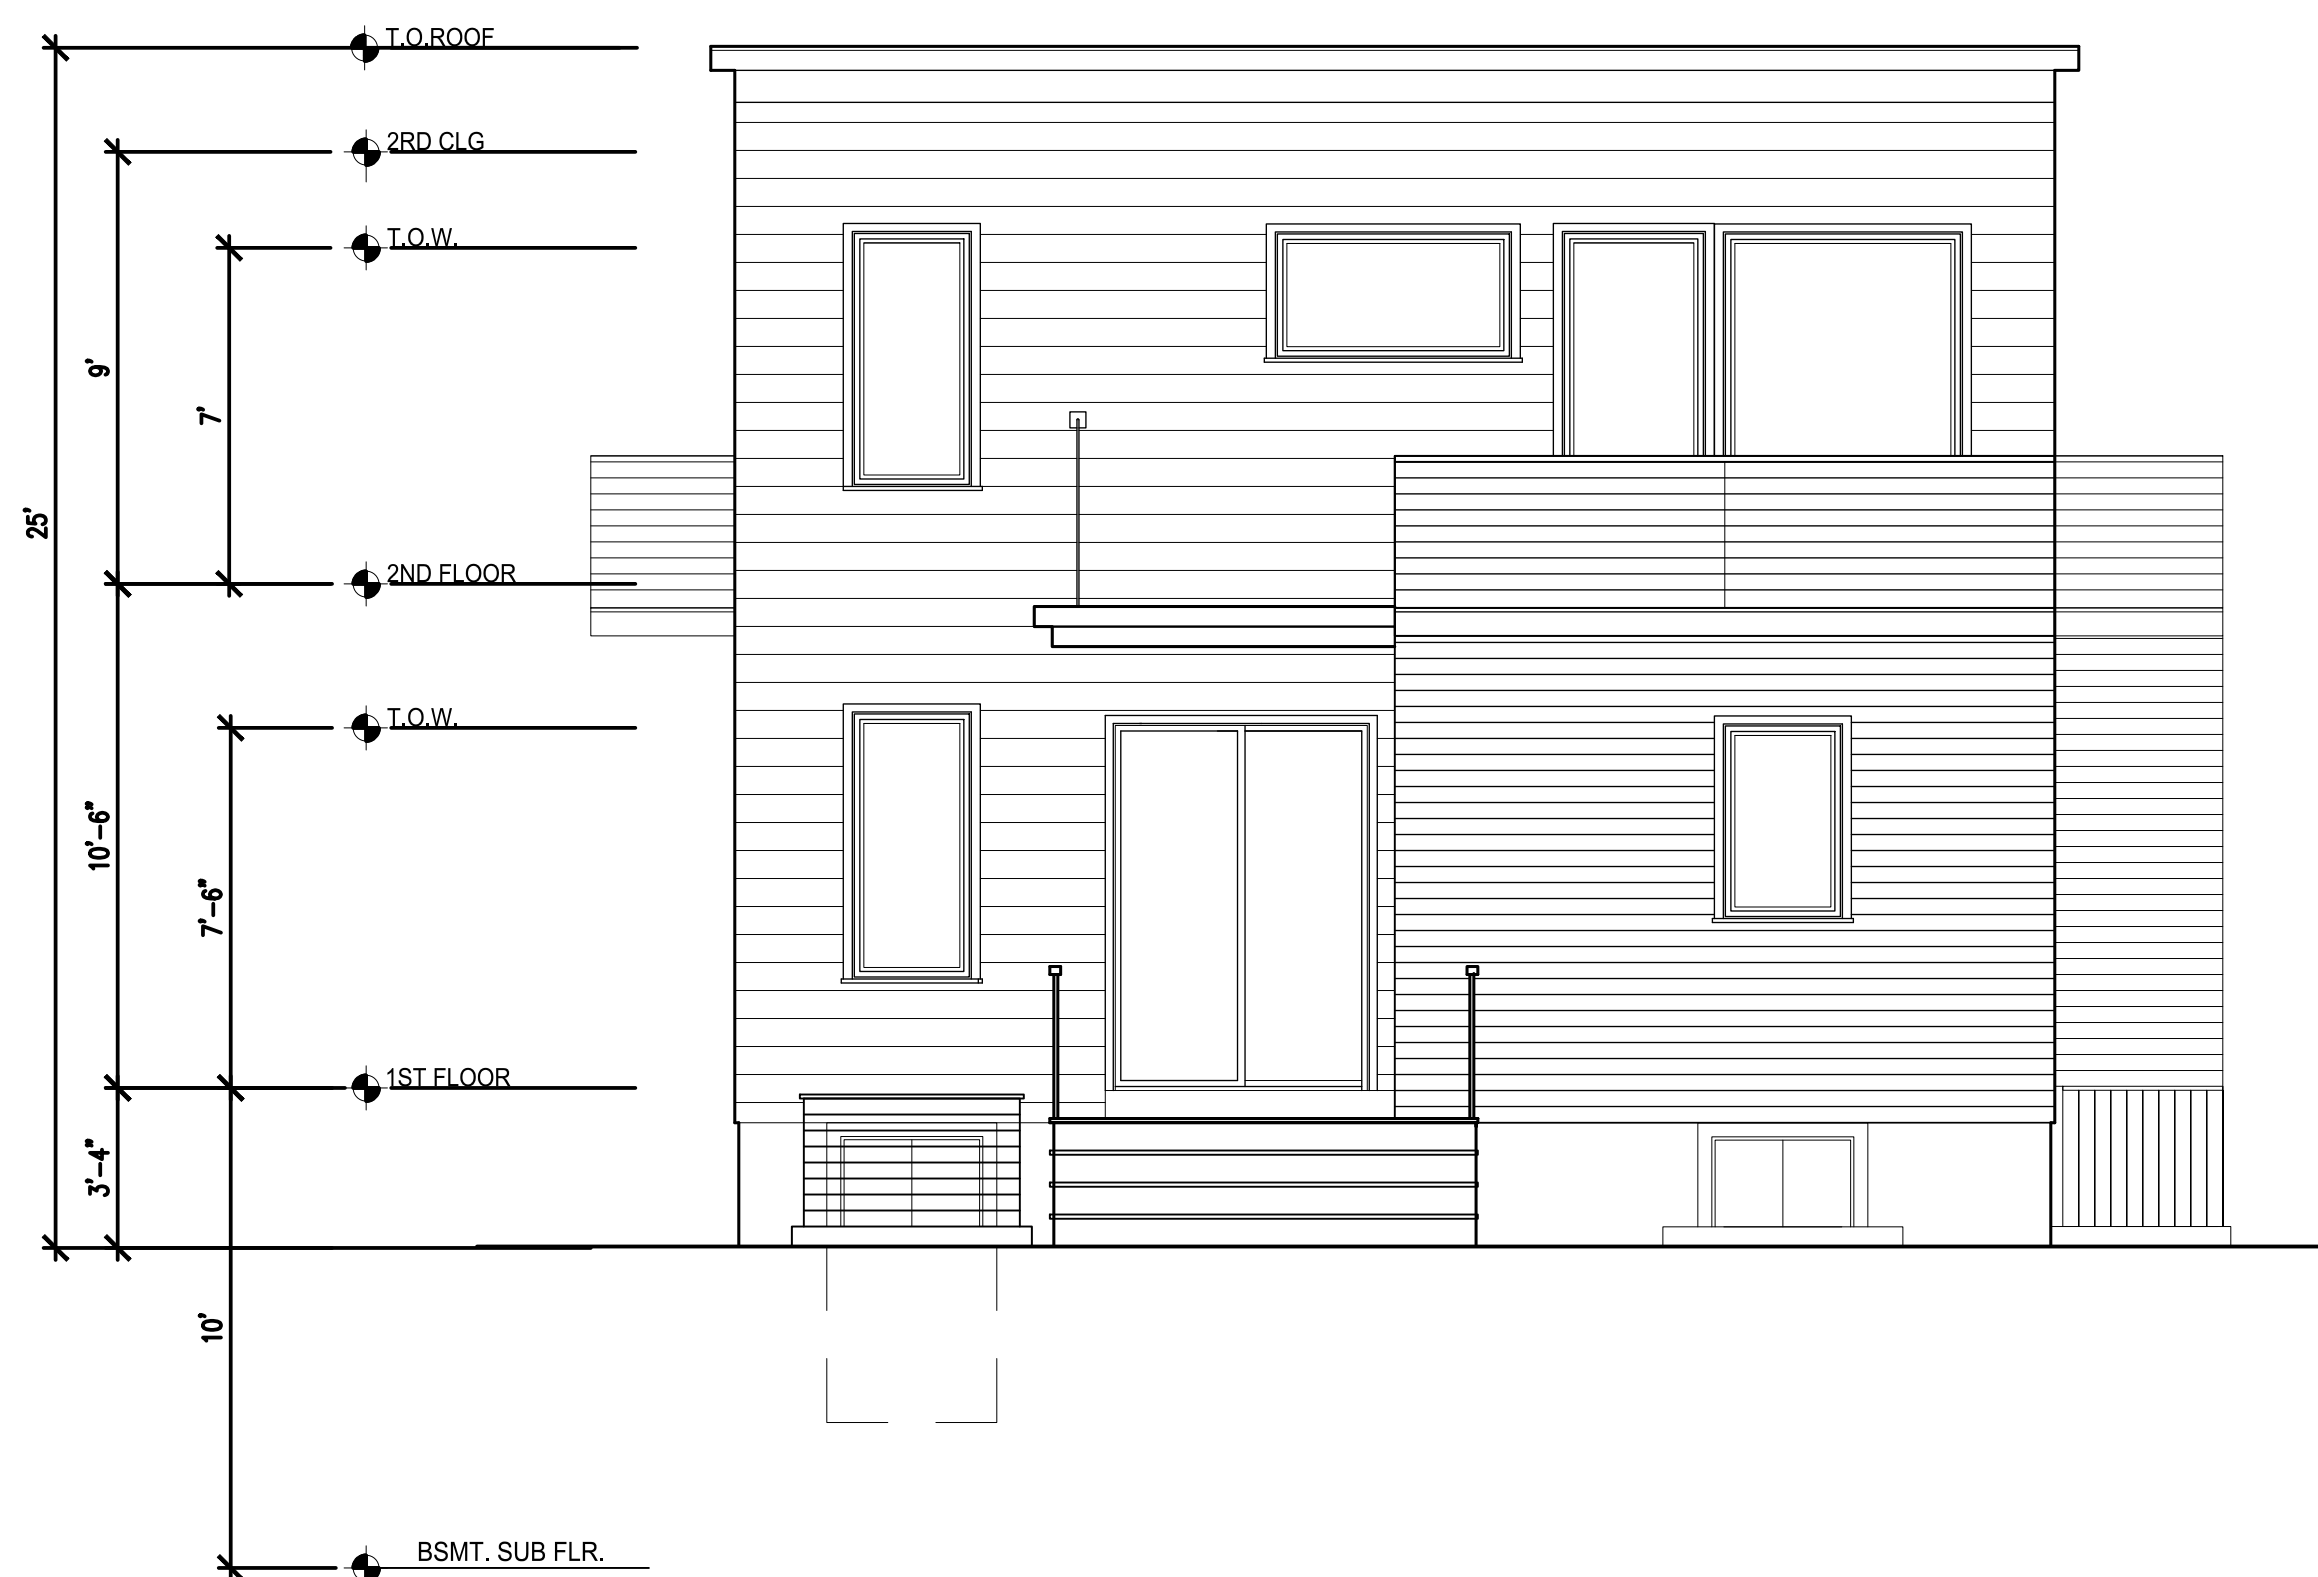 T.O.ROOF
2RD CLG
T.O.W.
9'
7'
25'
2ND FLOOR
T.O.W.
10'-6"
7'-6"
1ST FLOOR
3'-4"
10'
BSMT. SUB FLR.